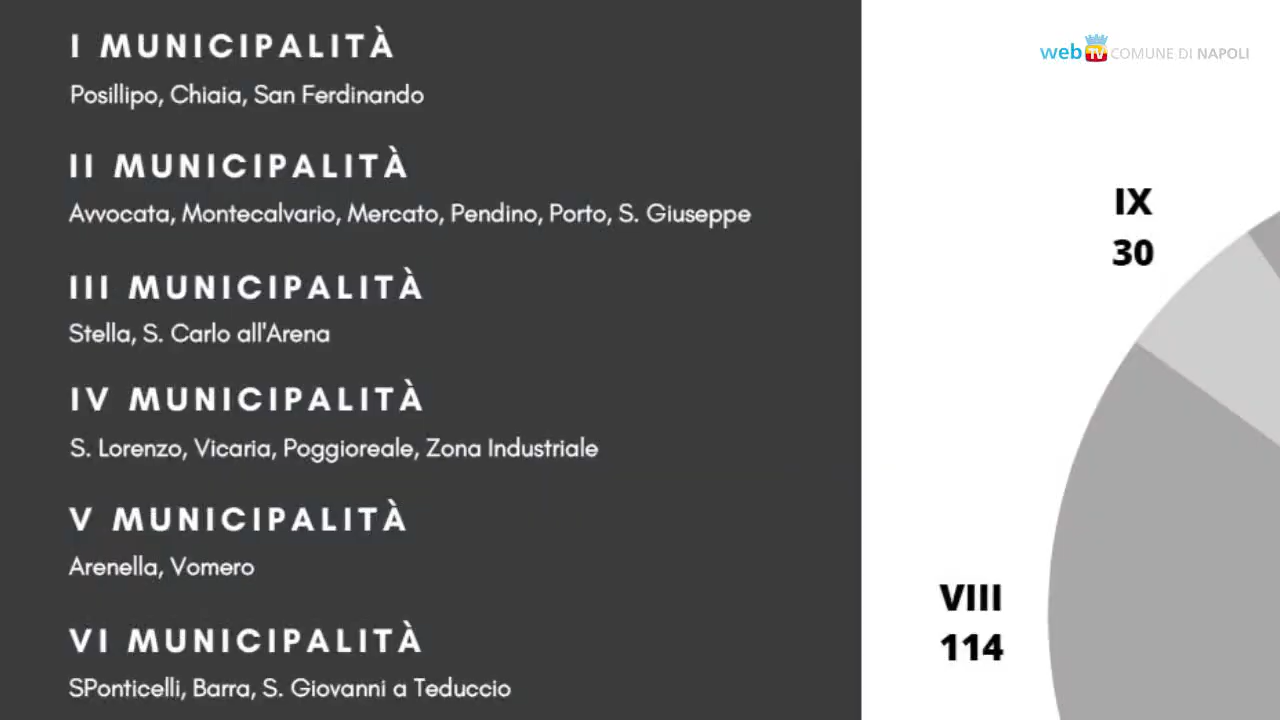 I MUNICIPALITÀ
Posillipo, Chiaia, San Ferdinando
II MUNICIPALITÀ
Avvocata, Montecalvario, Mercato, Pendino, Porto, S. Giuseppe
III MUNICIPALITÀ
Stella, S. Carlo all'Arena
IV MUNICIPALITÀ
S. Lorenzo, Vicaria, Poggioreale, Zona Industriale
V MUNICIPALITÀ
Arenella, Vomero
VI MUNICIPALITÀ
SPonticelli, Barra, S. Giovanni a Teduccio
web TV COMUNE DI NAPOLI
IX
30
VIII
114